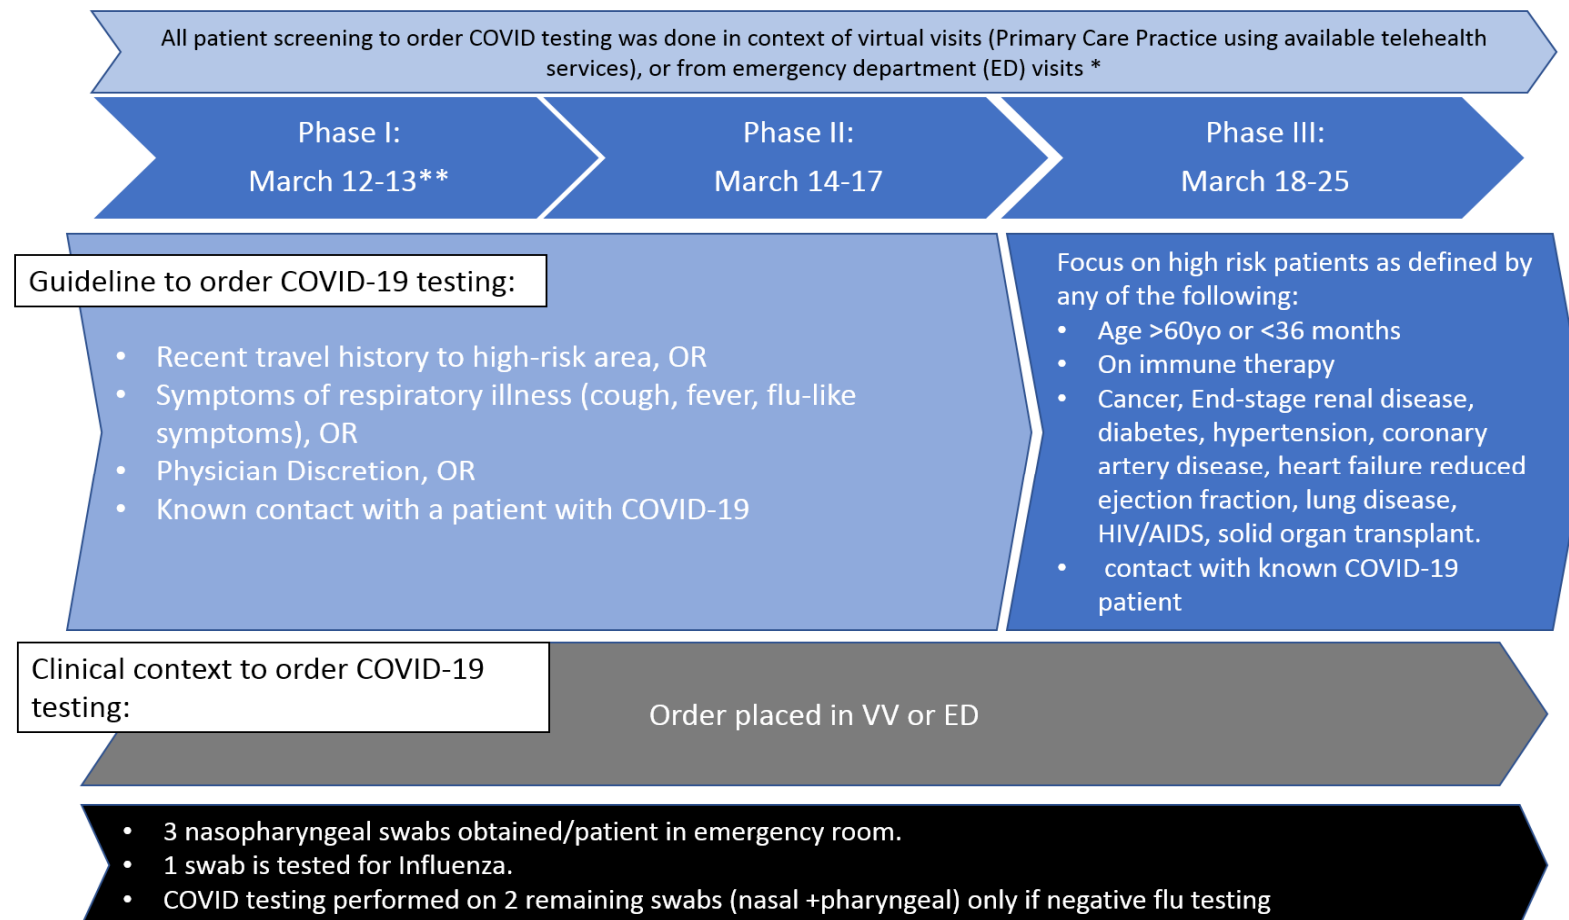 All patient screening to order COVID testing was done in context of virtual visits (Primary Care Practice using available telehealth
services), or from emergency department (ED) visits *
Phase I:
March 12-13**
Phase II:
March 14-17
Phase III:
March 18-25
Guideline to order COVID-19 testing:
• Recent travel history to high-risk area, OR
• Symptoms of respiratory illness (cough, fever, flu-like
symptoms), OR
• Physician Discretion, OR
• Known contact with a patient with COVID-19
Focus on high risk patients as defined by
any of the following:
• Age >60yo or <36 months
• On immune therapy
• Cancer, End-stage renal disease,
diabetes, hypertension, coronary
artery disease, heart failure reduced
ejection fraction, lung disease,
HIV/AIDS, solid organ transplant.
• contact with known COVID-19
patient
Clinical context to order COVID-19
testing:
Order placed in VV or ED
• 3 nasopharyngeal swabs obtained/patient in emergency room.
• 1 swab is tested for Influenza.
• COVID testing performed on 2 remaining swabs (nasal +pharyngeal) only if negative flu testing